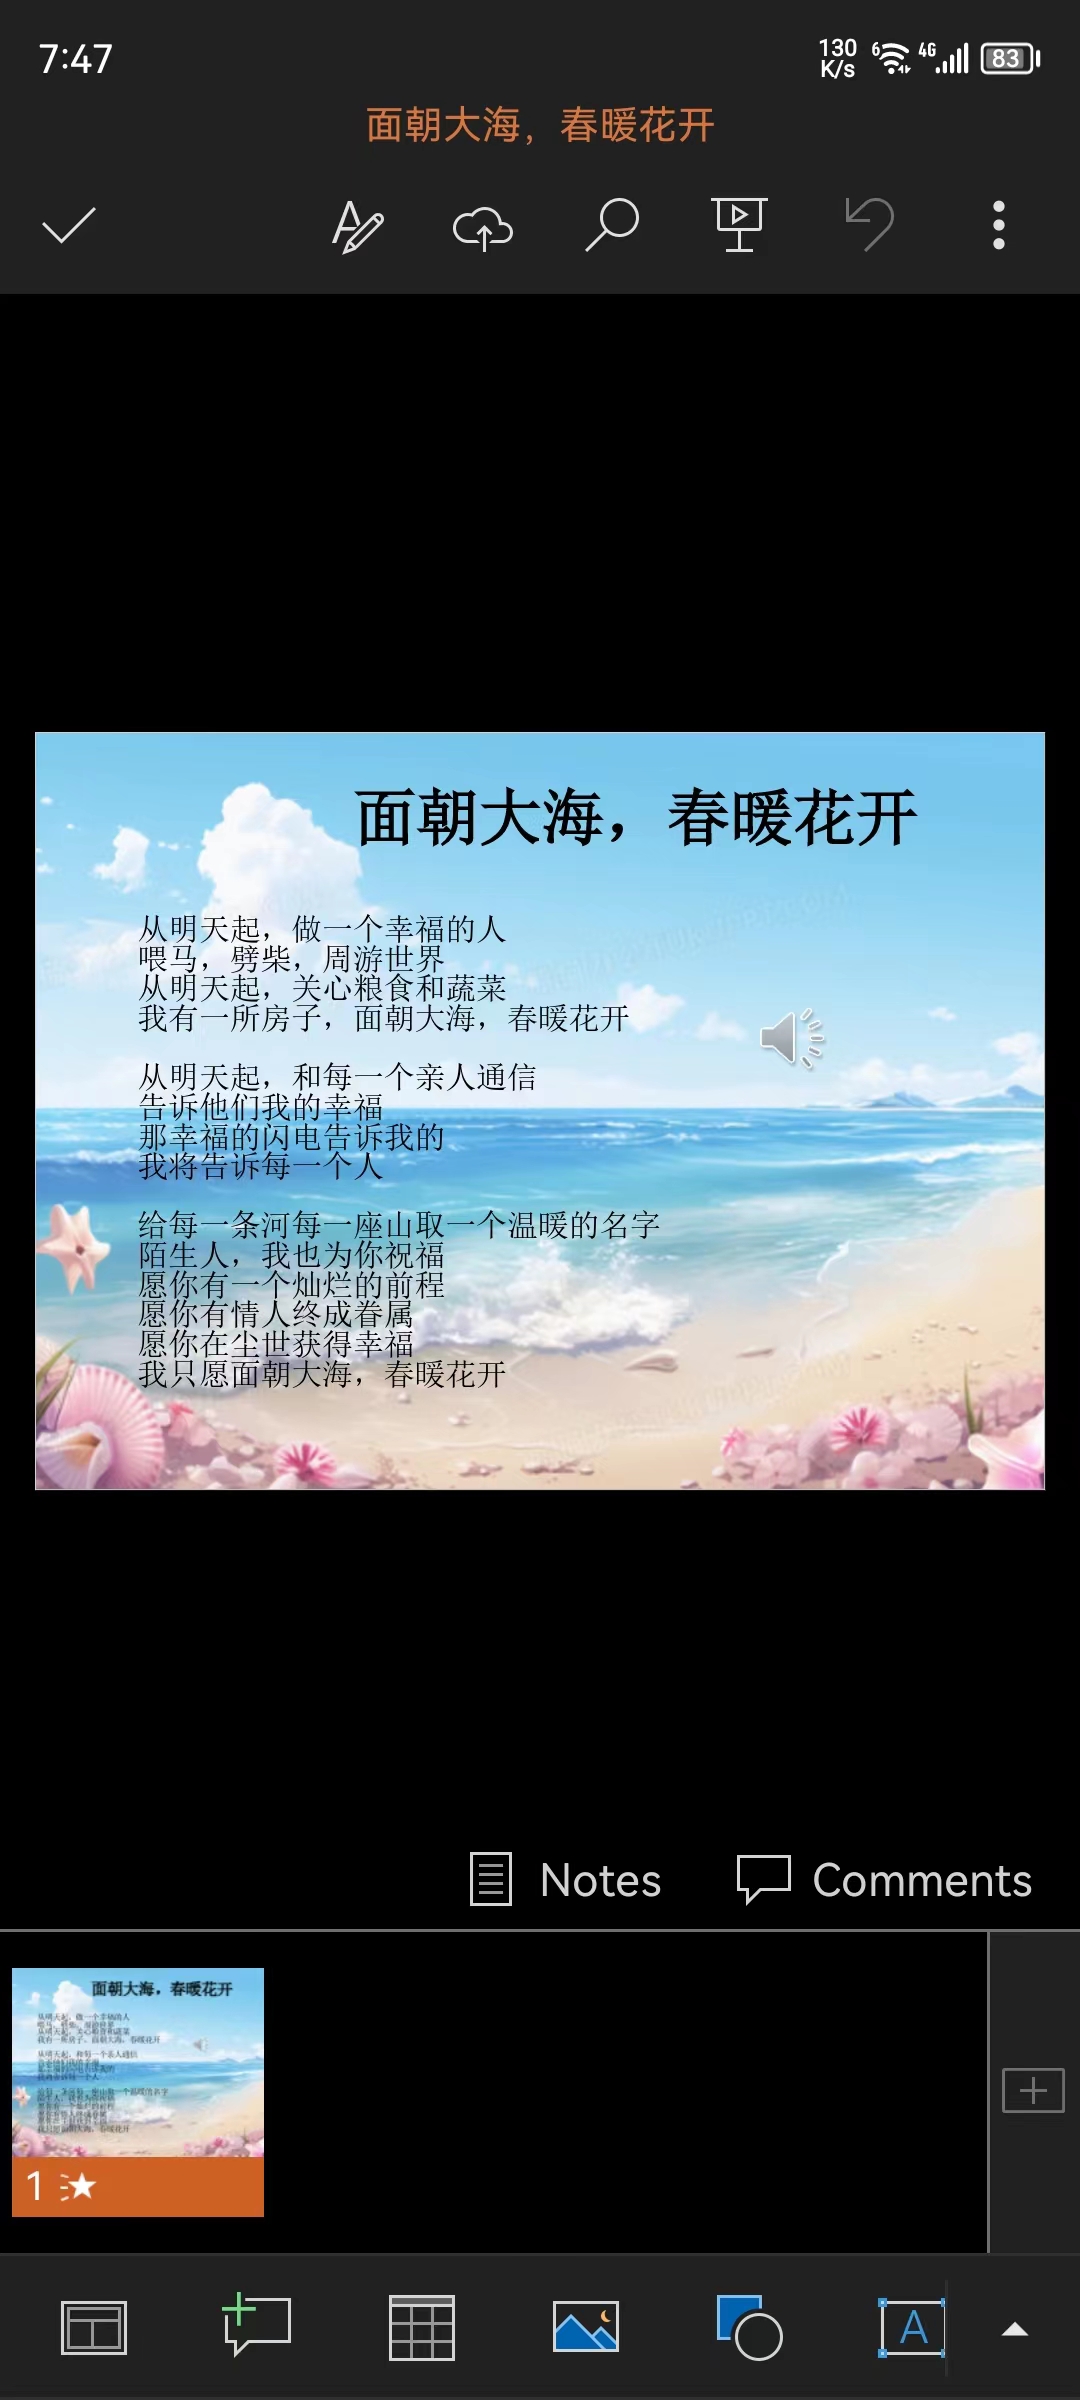 7:47
130
K/s
6
4G
83
面朝大海，春暖花开
面朝大海，春暖花开
从明天起，做一个幸福的人
喂马，劈柴，周游世界
从明天起，关心粮食和蔬菜
我有一所房子，面朝大海，春暖花开
从明天起，和每一个亲人通信
告诉他们我的幸福
那幸福的闪电告诉我的
我将告诉每一个人
给每一条河每一座山取一个温暖的名字
陌生人，我也为你祝福
愿你有一个灿烂的前程
愿你有情人终成眷属
愿你在尘世获得幸福
我只愿面朝大海，春暖花开
Notes
Comments
面朝大海，春暖花开
1